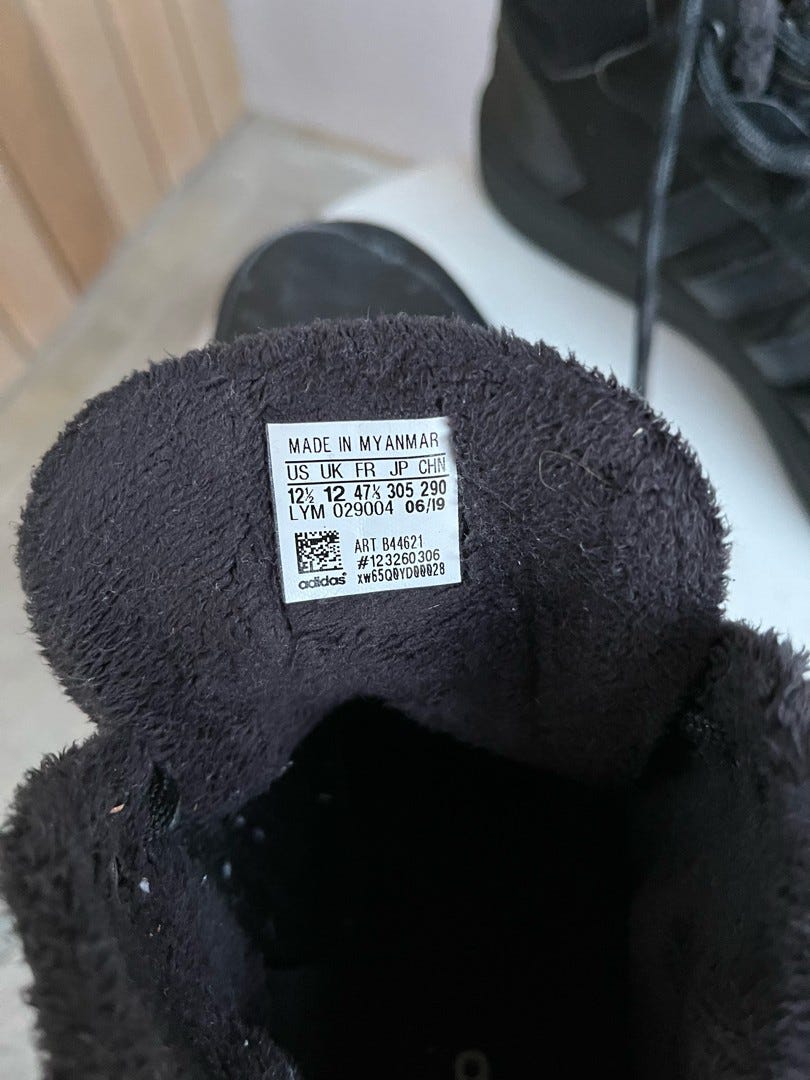 MADE IN MYANMAR
US UK FR JP CHN
12½ 12 47⅓ 305 290
LYM 029004 06/19
ART B44621
#123260306
adidas xw65Q0YD00028